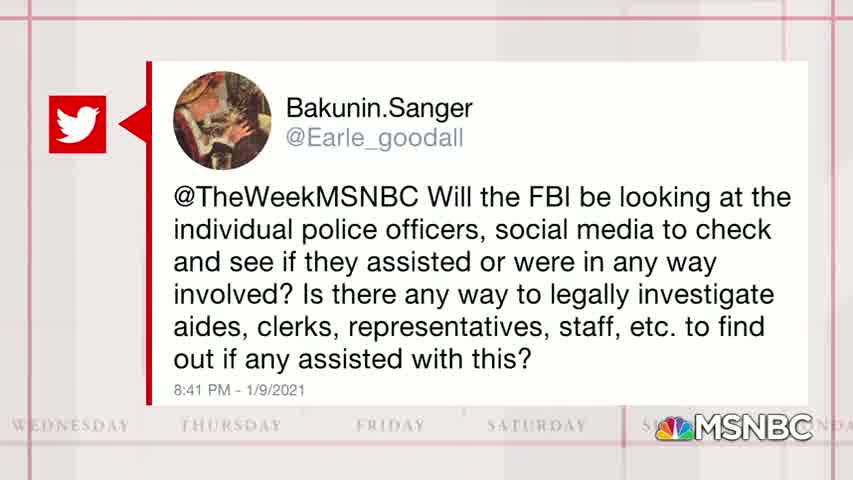 Bakunin.Sanger
@Earle_goodall
@TheWeekMSNBC Will the FBI be looking at the
individual police officers, social media to check
and see if they assisted or were in any way
involved? Is there any way to legally investigate
aides, clerks, representatives, staff, etc. to find
out if any assisted with this?
8:41 PM - 1/9/2021
WEDNESDAY THURSDAY FRIDAY SATURDAY
MSNBC